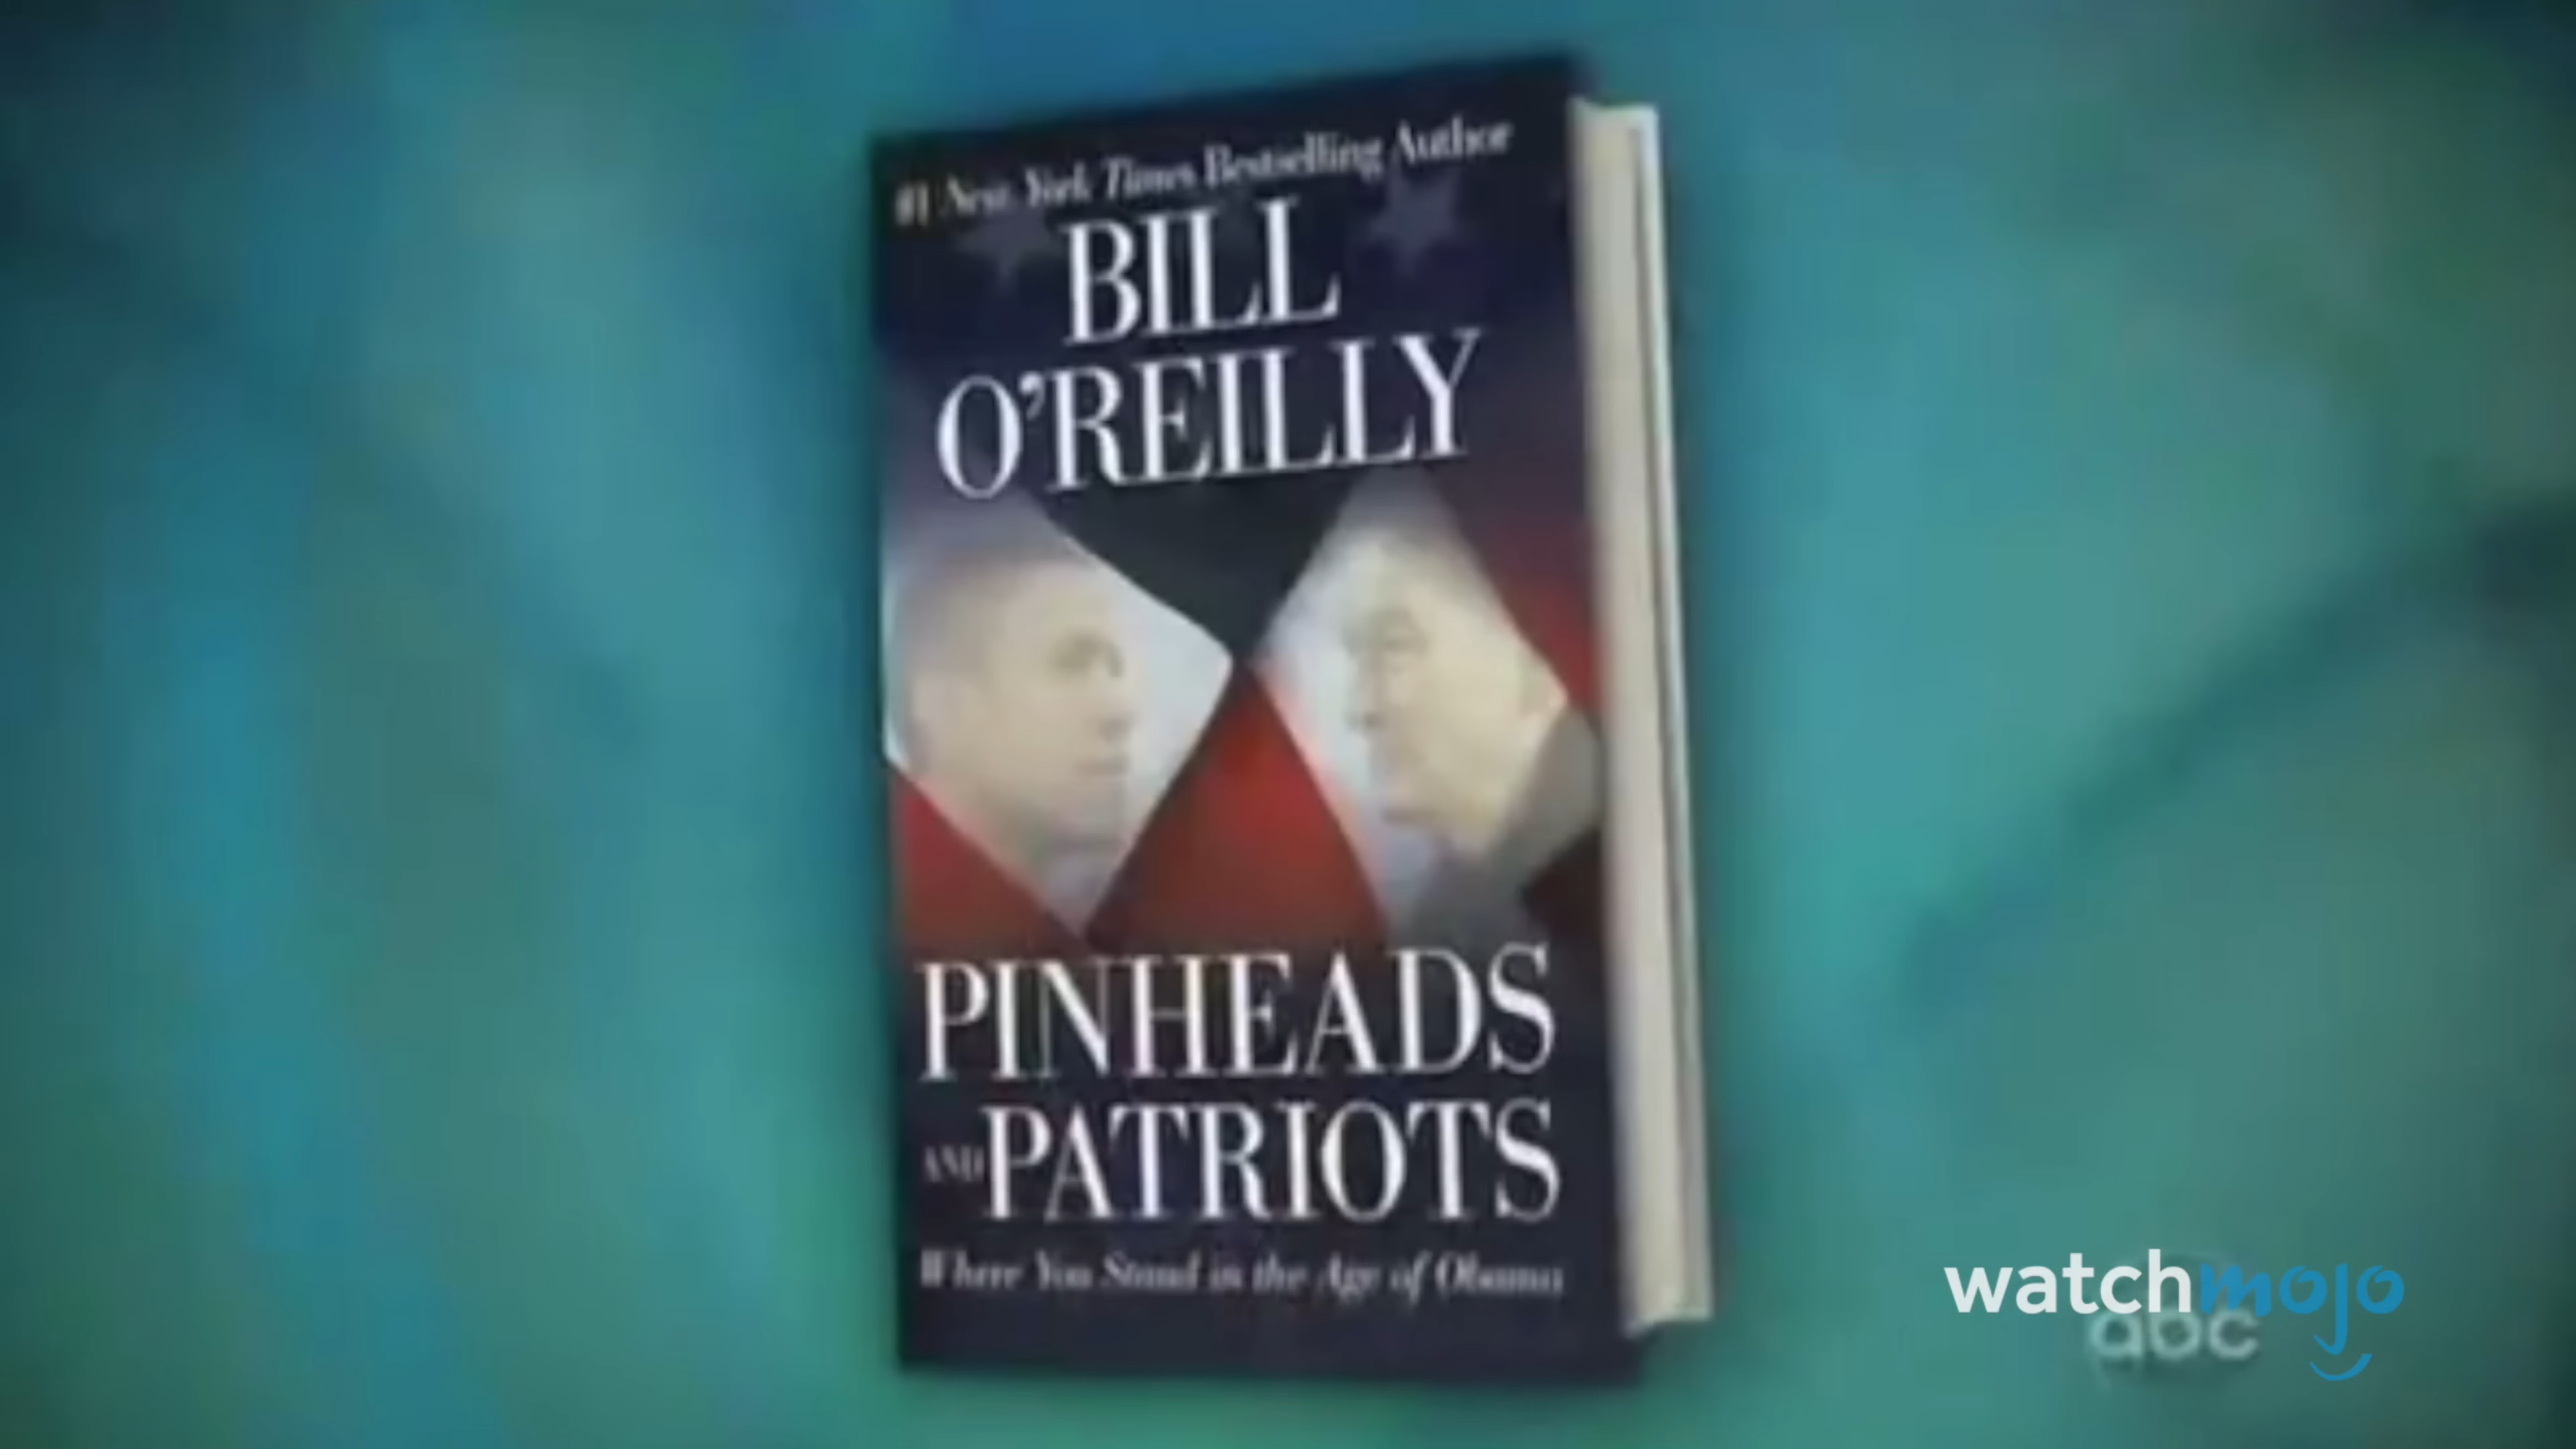 #1 New York Times Bestselling Author
BILL
O'REILLY
PINHEADS
AND PATRIOTS
Where You Stand in the Age of Obama
watchmojo
abc